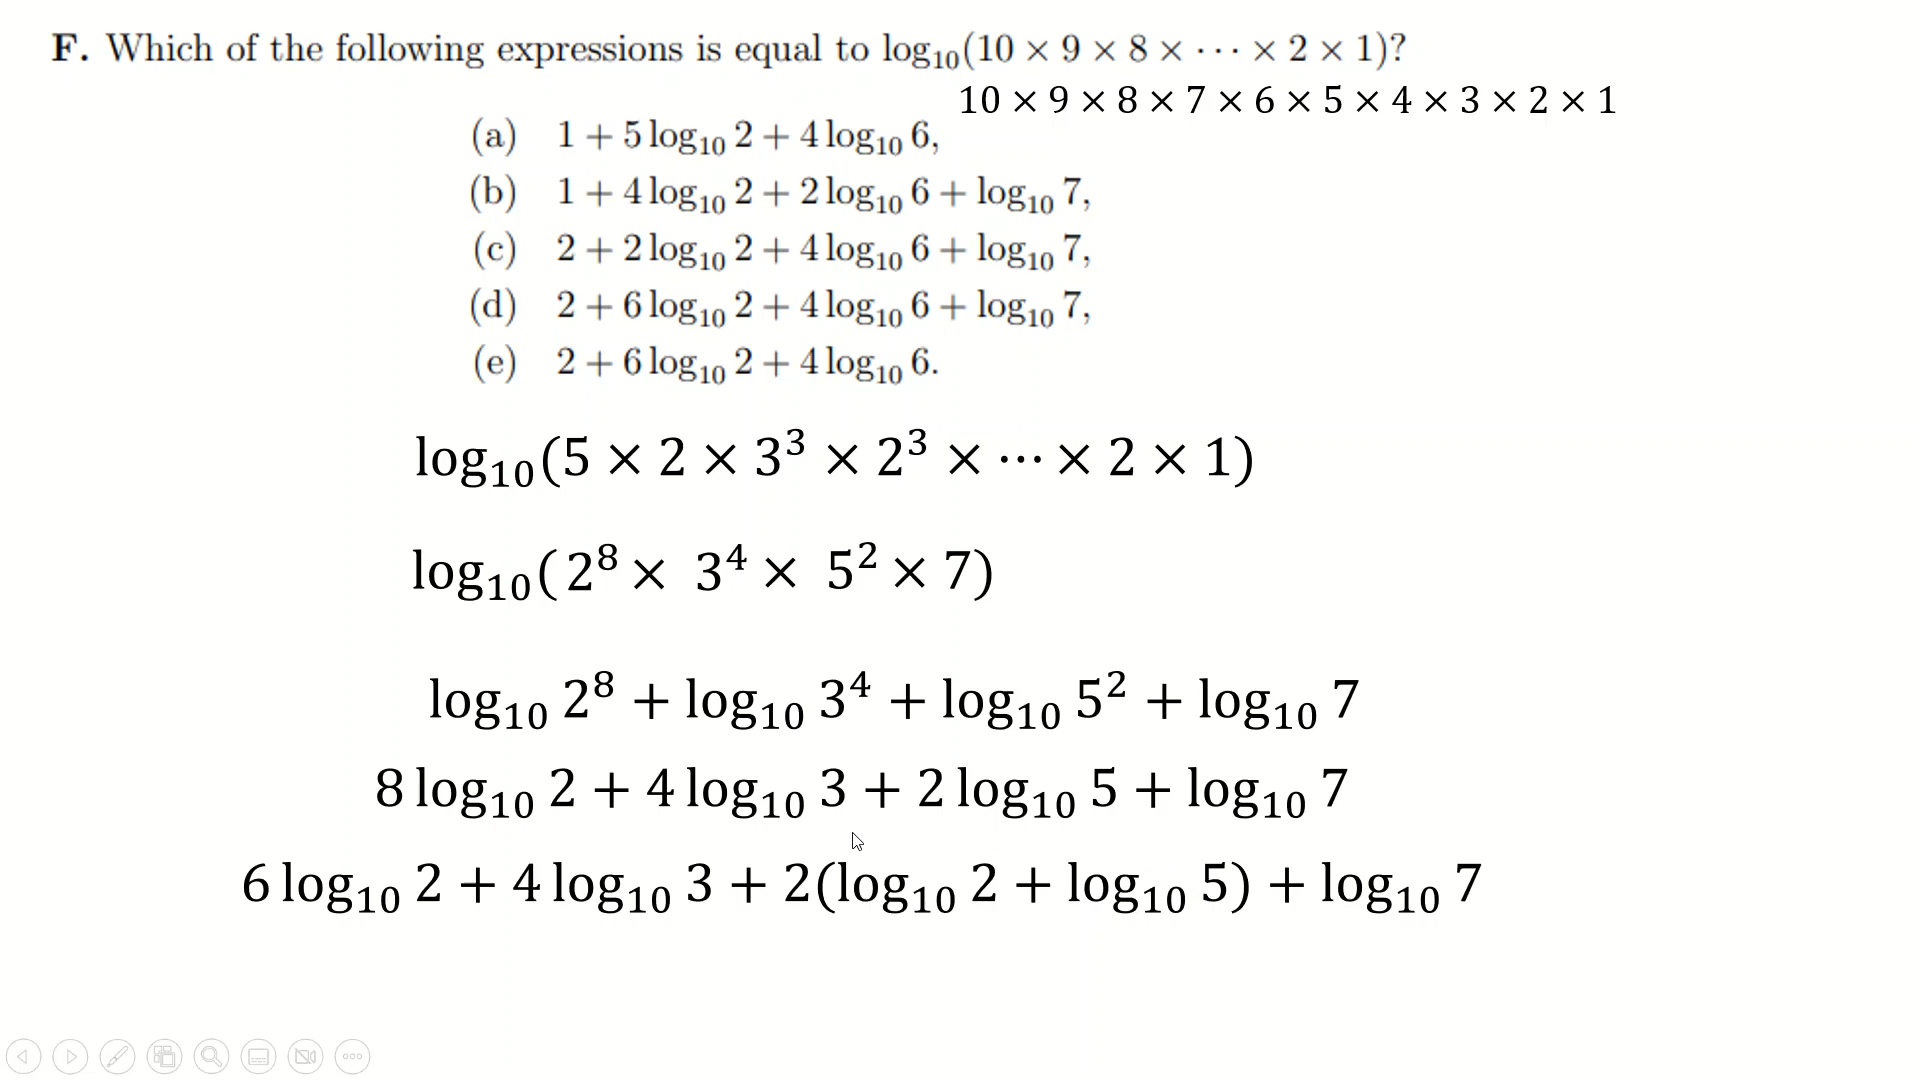 F. Which of the following expressions is equal to log₁₀(10 × 9 × 8 × ··· × 2 × 1)?
10 × 9 × 8 × 7 × 6 × 5 × 4 × 3 × 2 × 1
(a) 1 + 5 log₁₀ 2 + 4 log₁₀ 6,
(b) 1 + 4 log₁₀ 2 + 2 log₁₀ 6 + log₁₀ 7,
(c) 2 + 2 log₁₀ 2 + 4 log₁₀ 6 + log₁₀ 7,
(d) 2 + 6 log₁₀ 2 + 4 log₁₀ 6 + log₁₀ 7,
(e) 2 + 6 log₁₀ 2 + 4 log₁₀ 6.
log₁₀(5 × 2 × 3³ × 2³ × ··· × 2 × 1)
log₁₀(2⁸ × 3⁴ × 5² × 7)
log₁₀ 2⁸ + log₁₀ 3⁴ + log₁₀ 5² + log₁₀ 7
8 log₁₀ 2 + 4 log₁₀ 3 + 2 log₁₀ 5 + log₁₀ 7
6 log₁₀ 2 + 4 log₁₀ 3 + 2(log₁₀ 2 + log₁₀ 5) + log₁₀ 7